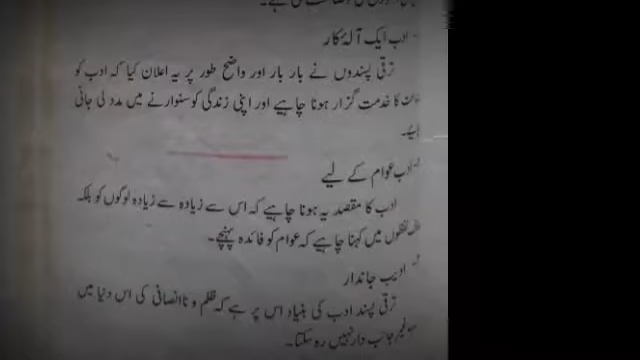 ادب ایک آلۂ کار
ترقی پسندوں نے بار بار اور واضح طور پر یہ اعلان کیا کہ ادب کو
کا خدمت گزار ہونا چاہیے اور اپنی زندگی کو سنوارنے میں مدد لی جانی
ادب عوام کے لیے
ادب کا مقصد یہ ہونا چاہیے کہ اس سے زیادہ سے زیادہ لوگوں کو بلکہ
لفظوں میں کہنا چاہیے کہ عوام کو فائدہ پہنچے۔
ادیب جاندار
ترقی پسند ادب کی بنیاد اس پر ہے کہ ظلم و ناانصافی کی اس دنیا میں
جانب دار نہیں رہ سکتا۔